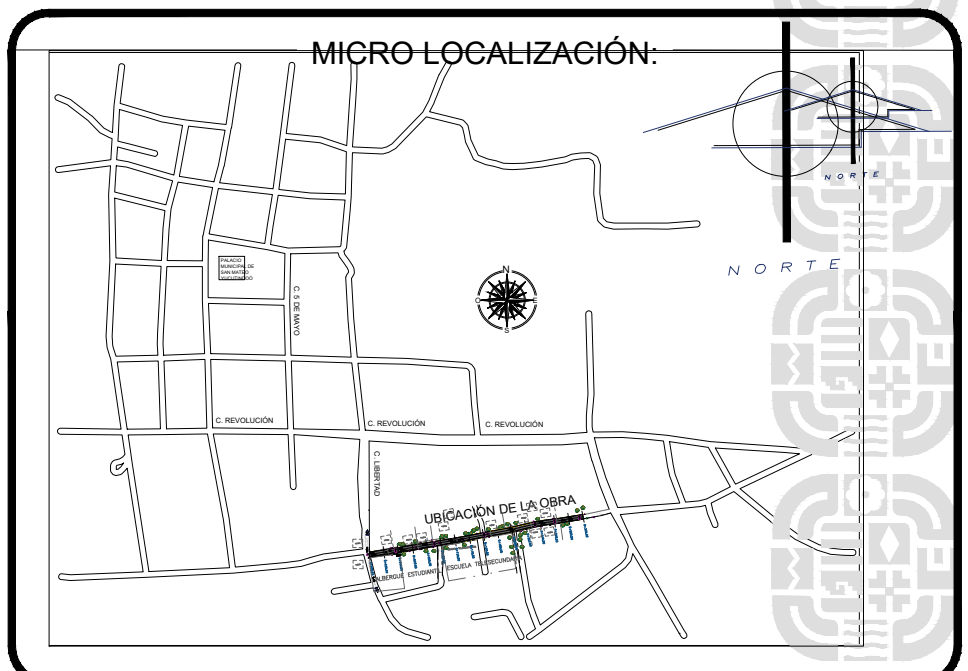 MICRO LOCALIZACIÓN:
NORTE
NORTE
PALACIO
MUNICIPAL DE
SAN MATEO
YUCUTINDOÓ
N
O
E
S
C. 5 DE MAYO
C. REVOLUCIÓN
C. REVOLUCIÓN
C. REVOLUCIÓN
C. LIBERTAD
UBICACIÓN DE LA OBRA
ALBERGUE ESTUDIANTIL
ESCUELA TELESECUNDARIA